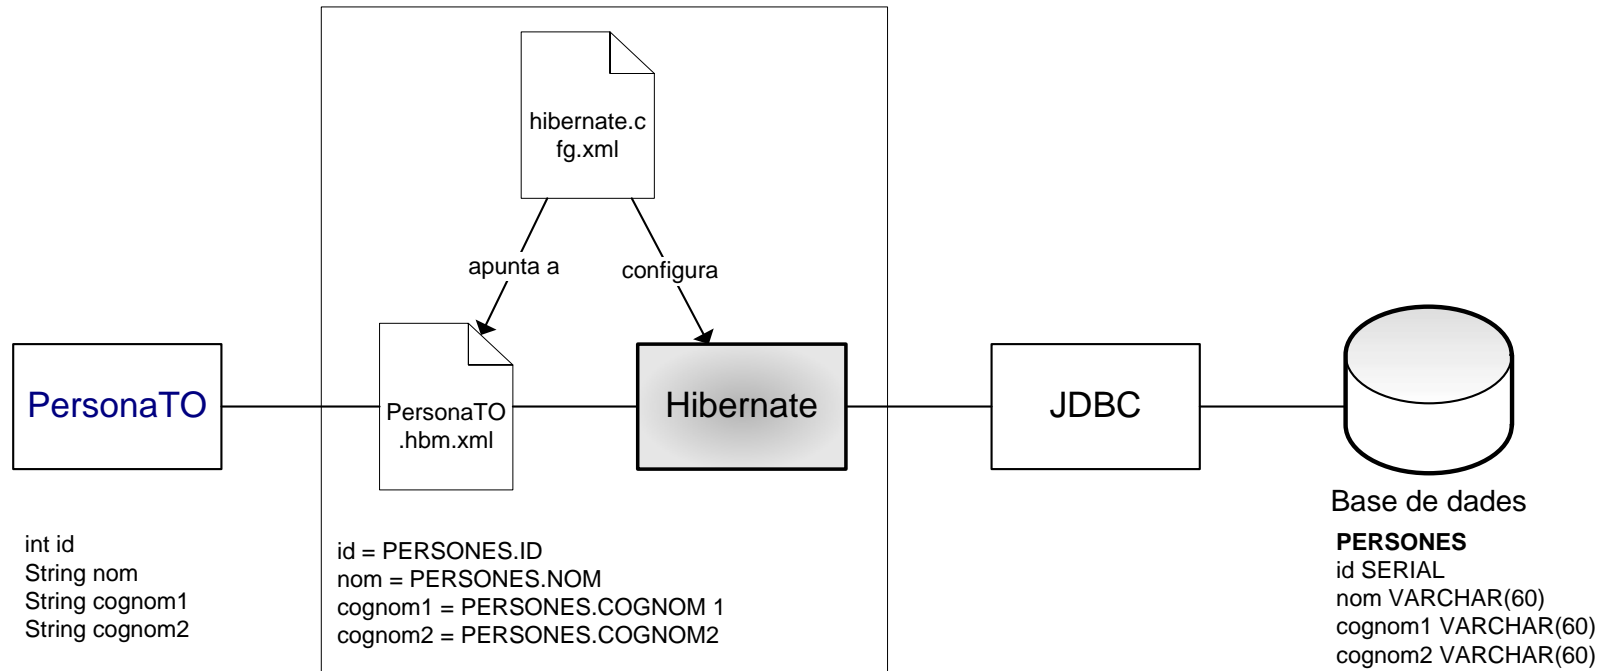 hibernate.c
fg.xml
apunta a
configura
PersonaTO
PersonaTO
.hbm.xml
Hibernate
JDBC
Base de dades
int id
String nom
String cognom1
String cognom2
id = PERSONES.ID
nom = PERSONES.NOM
cognom1 = PERSONES.COGNOM 1
cognom2 = PERSONES.COGNOM2
PERSONES
id SERIAL
nom VARCHAR(60)
cognom1 VARCHAR(60)
cognom2 VARCHAR(60)